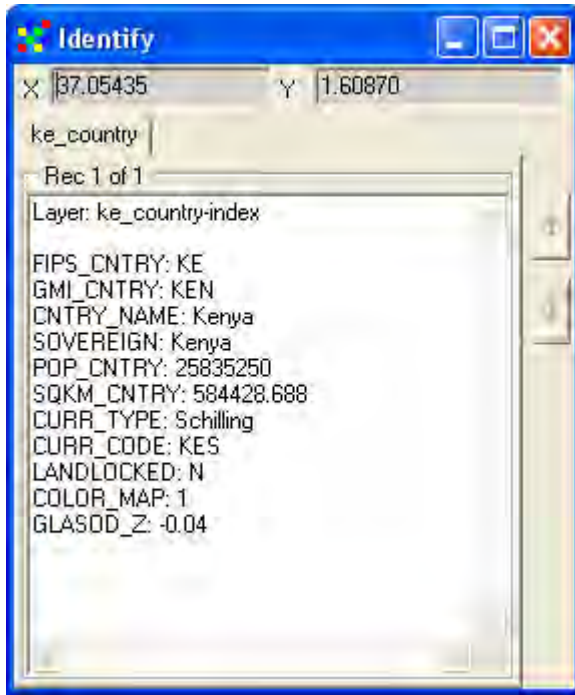 Identify
X 37.05435 Y 1.60870
ke_country
Rec 1 of 1
Layer: ke_country-index
FIPS_CNTRY: KE
GMI_CNTRY: KEN
CNTRY_NAME: Kenya
SOVEREIGN: Kenya
POP_CNTRY: 25835250
SQKM_CNTRY: 584428.688
CURR_TYPE: Schilling
CURR_CODE: KES
LANDLOCKED: N
COLOR_MAP: 1
GLASOD_Z: -0.04